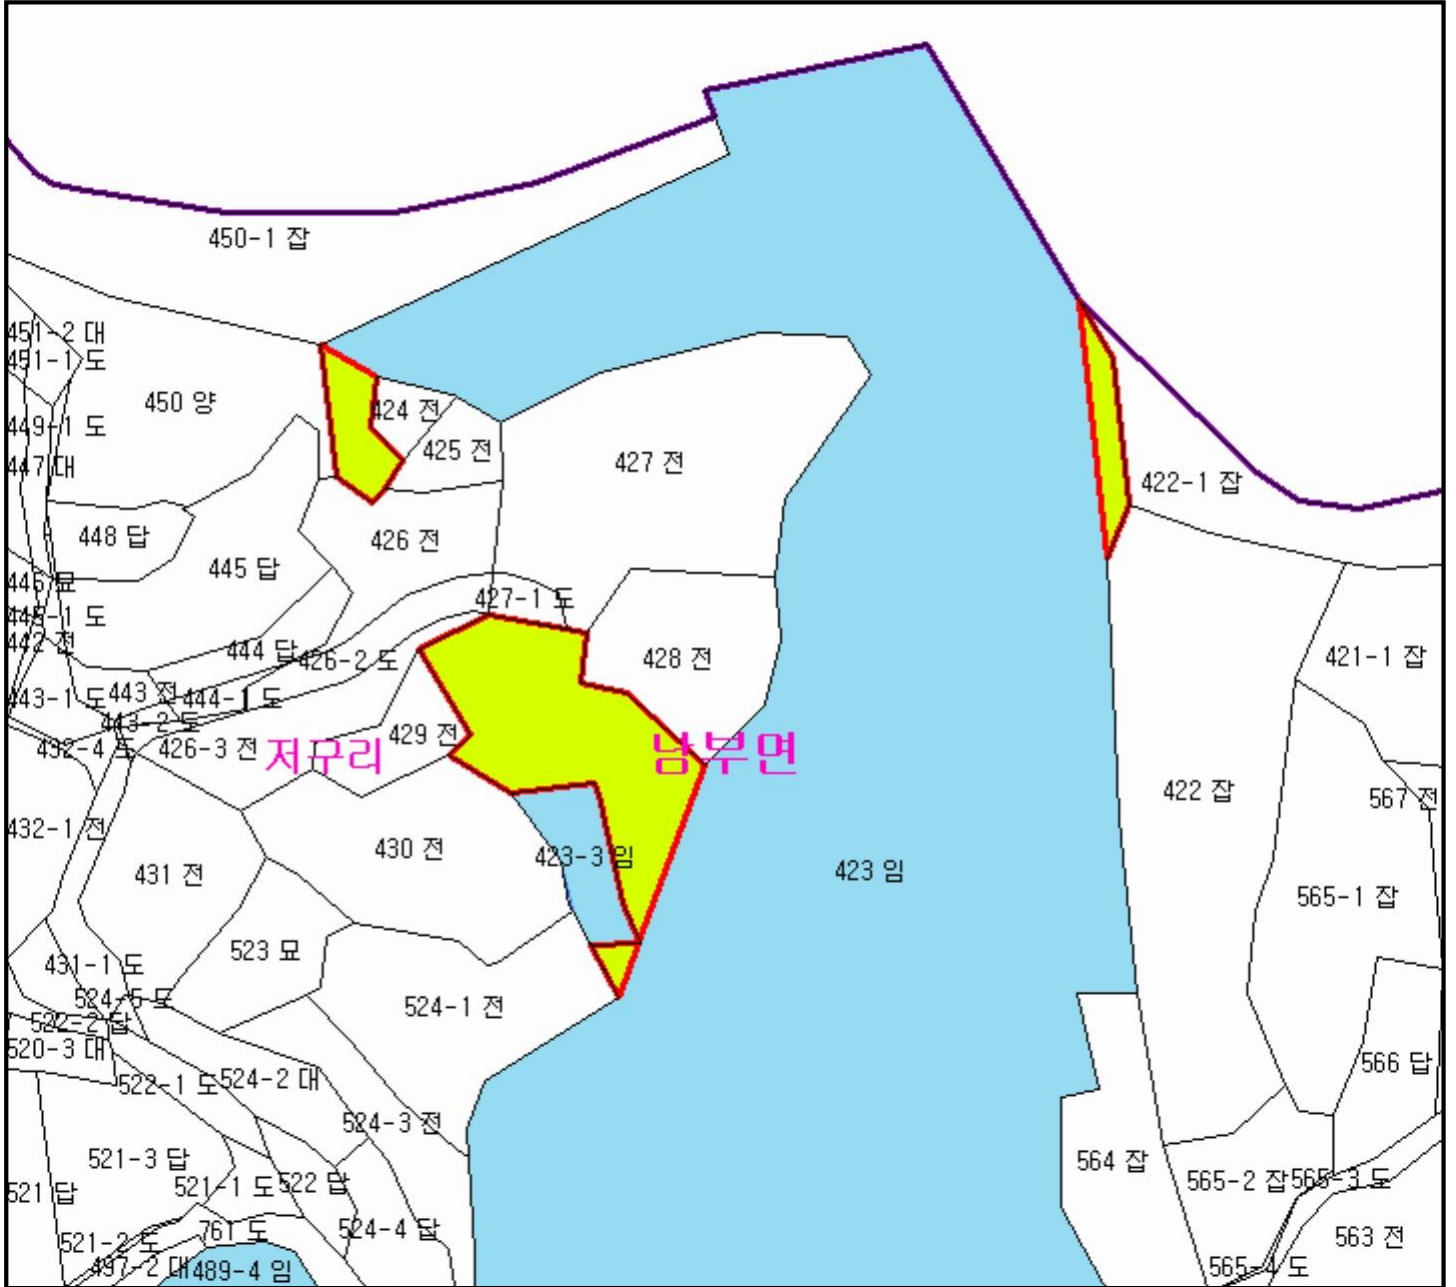 450-1 잡
451-2 대
451-1 도
450 양
424 전
449-1 도
425 전
447 대
427 전
422-1 잡
448 답
426 전
445 답
446 묘
427-1 도
442 전
444 답
426-2 도
428 전
421-1 잡
443-1 도
443 전
444-1 도
443-2 도
429 전
432-4 도
426-3 전
저구리
남부면
422 잡
567 전
432-1 전
430 전
423-3 임
431 전
423 임
565-1 잡
523 묘
431-1 도
524-5 도
524-1 전
522-2 답
520-3 대
566 답
522-1 도
524-2 대
524-3 전
521-3 답
564 잡
521 답
521-1 도
522 답
565-2 잡
565-3 도
521-2 도
761 도
524-4 답
563 전
497-2 대
489-4 임
565-4 도